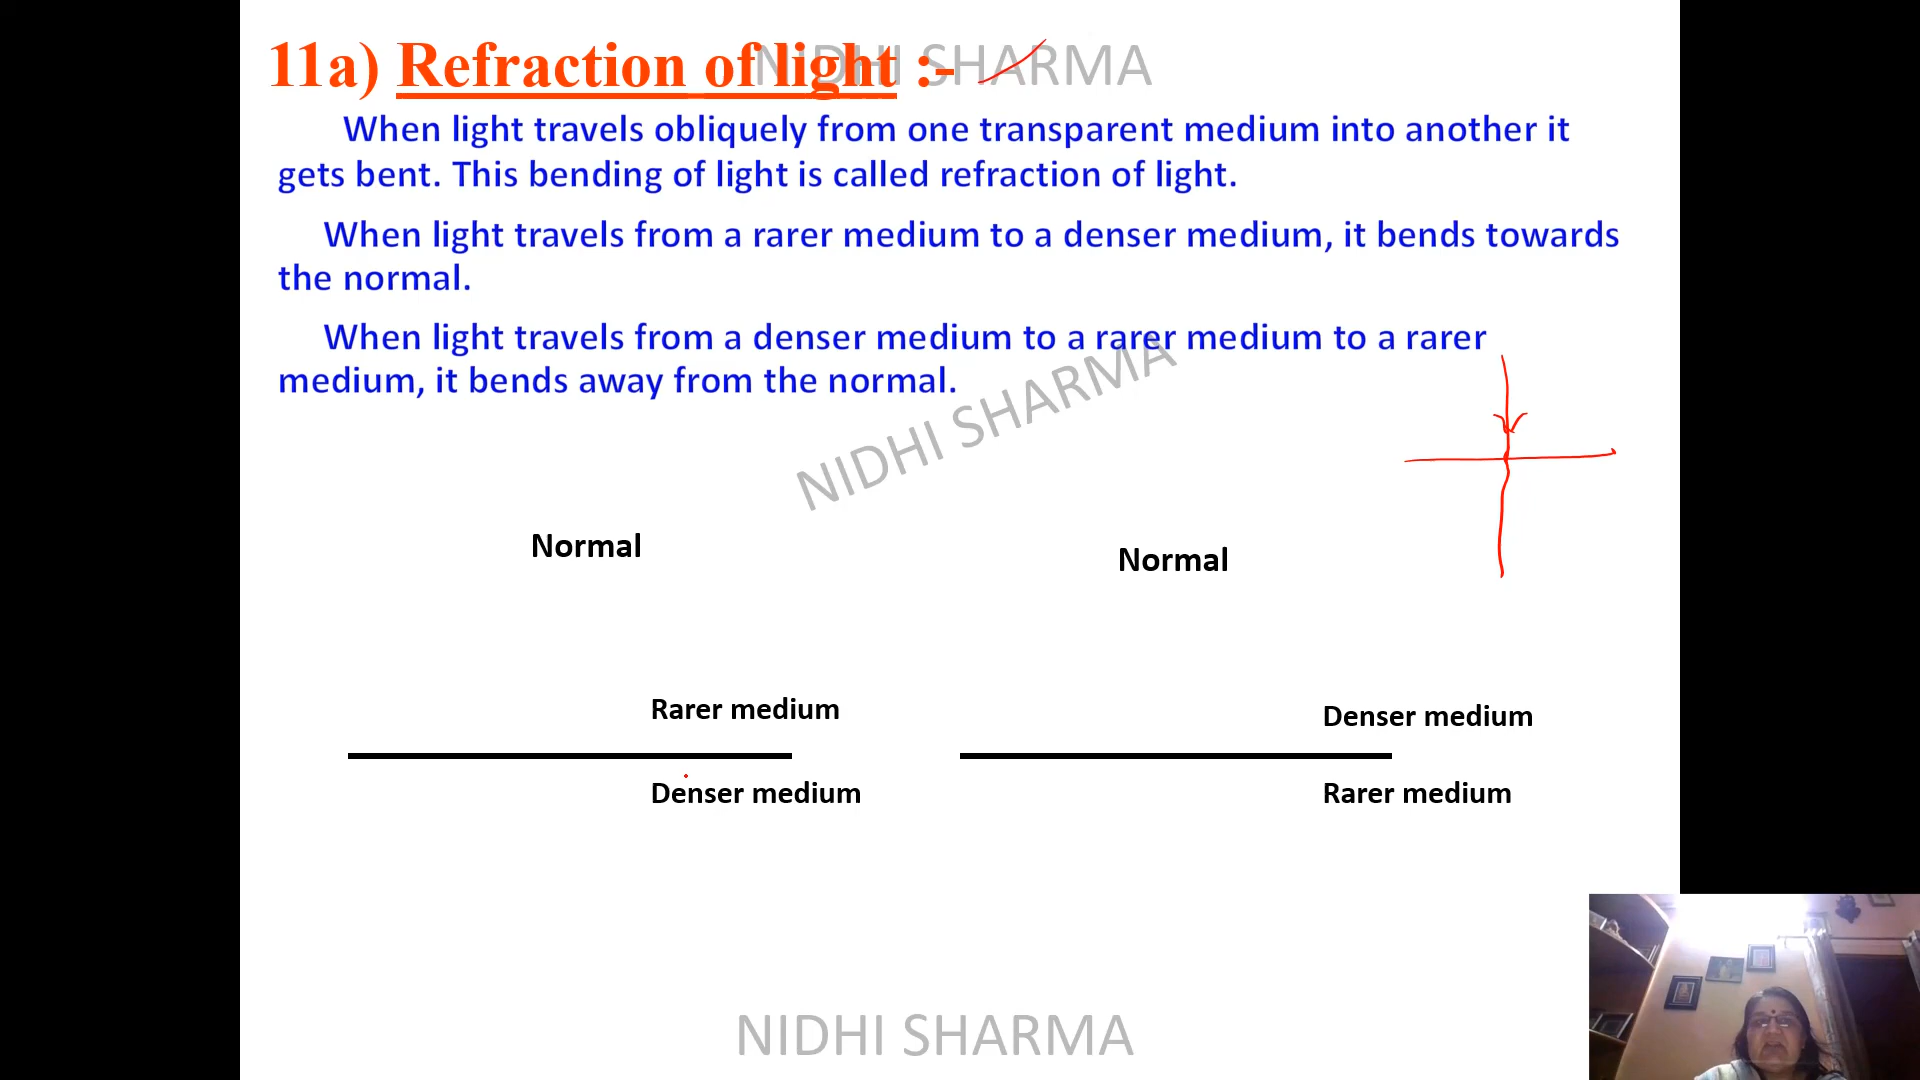 11a) Refraction of light :-
NIDHI SHARMA
When light travels obliquely from one transparent medium into another it
gets bent. This bending of light is called refraction of light.
When light travels from a rarer medium to a denser medium, it bends towards
the normal.
When light travels from a denser medium to a rarer medium to a rarer
medium, it bends away from the normal.
NIDHI SHARMA
Normal
Normal
Rarer medium
Denser medium
Denser medium
Rarer medium
NIDHI SHARMA